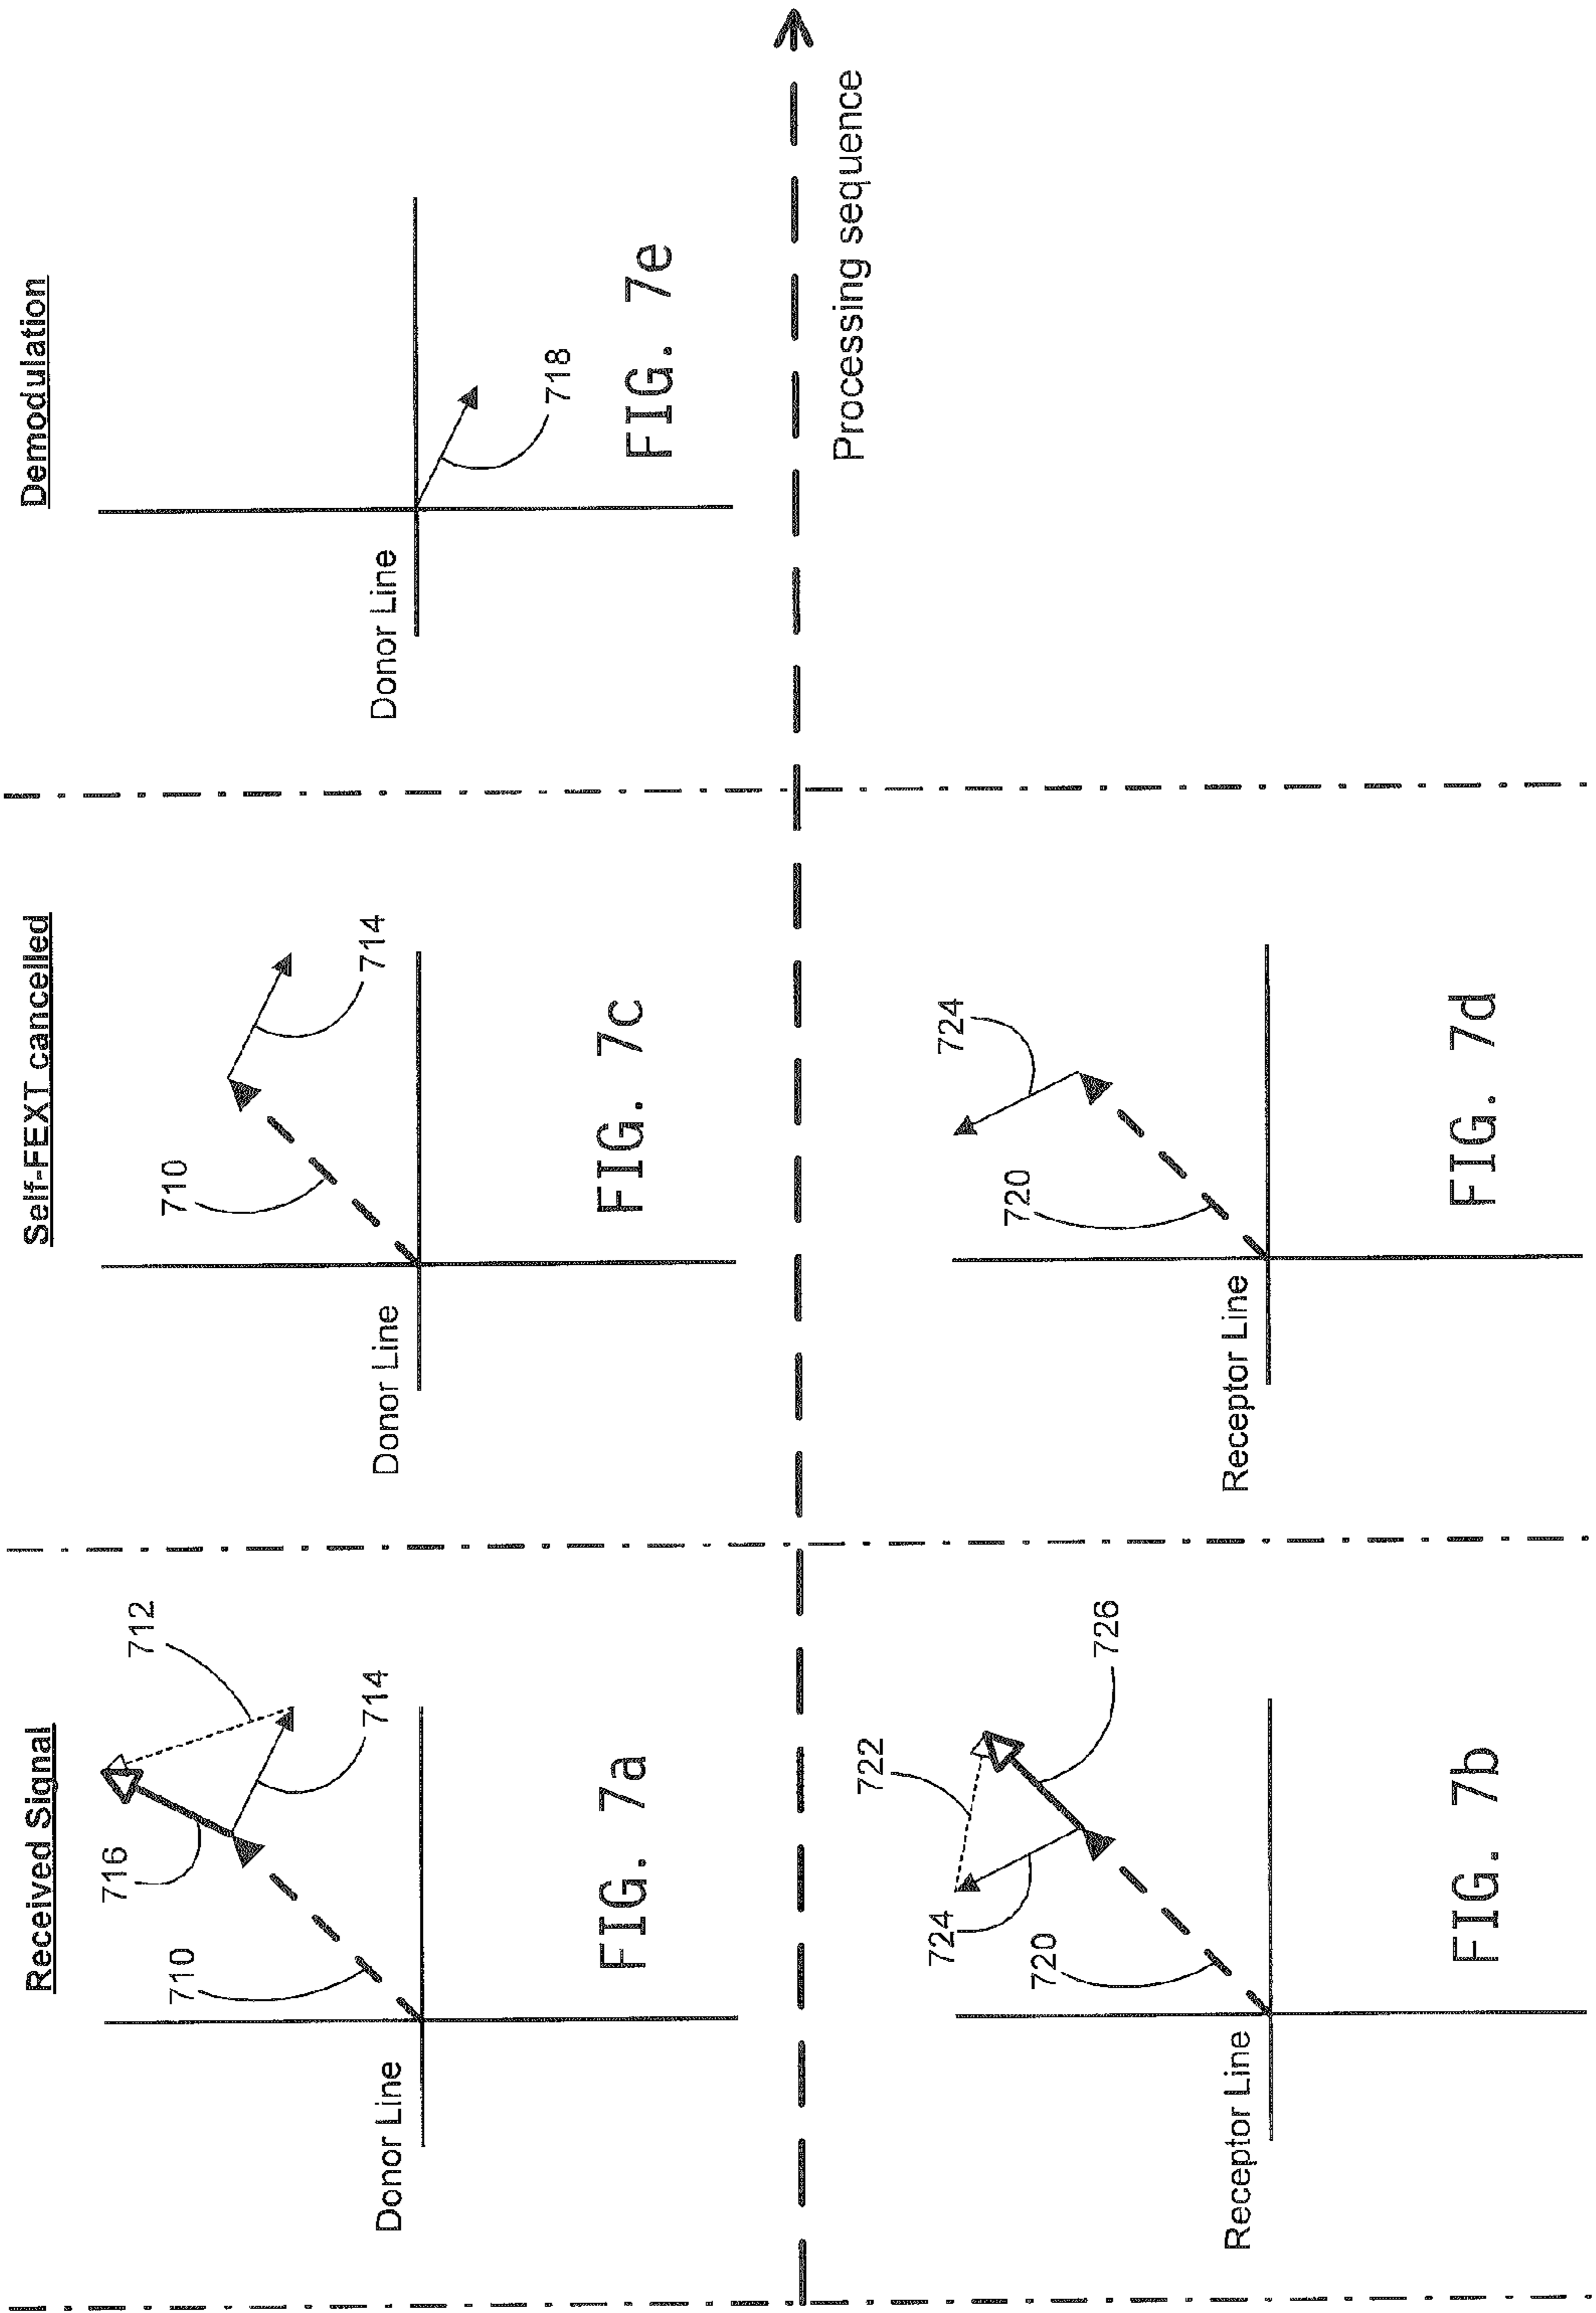 Received Signal
716
712
710
714
Donor Line
FIG. 7a
Self-FEXT cancelled
710
714
Donor Line
FIG. 7c
Demodulation
Donor Line
718
FIG. 7e
Processing sequence
722
724
726
720
Receptor Line
FIG. 7b
724
720
Receptor Line
FIG. 7d